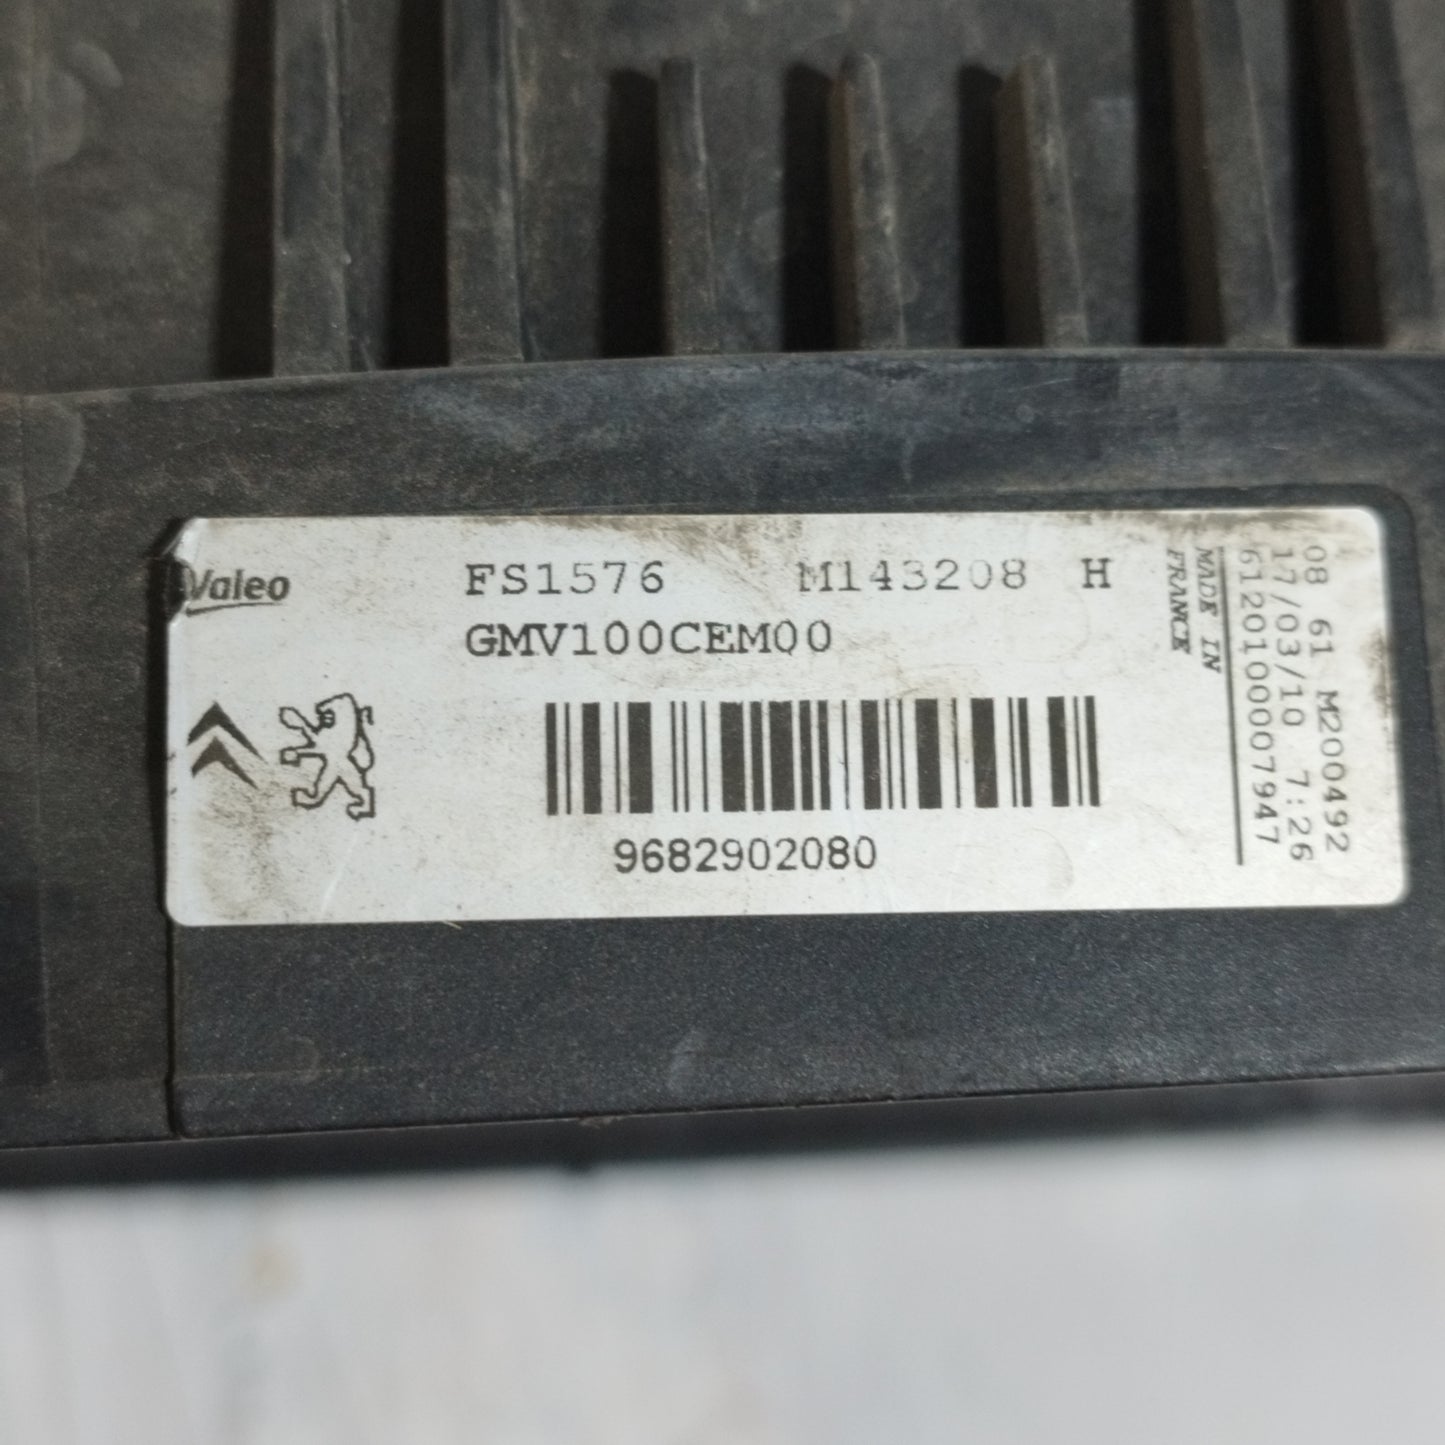 Valeo
FS1576 M143208 H
GMV100CEM00
9682902080
08 61 M200492
17/03/10 7:26
6120100007947
MADE IN
FRANCE